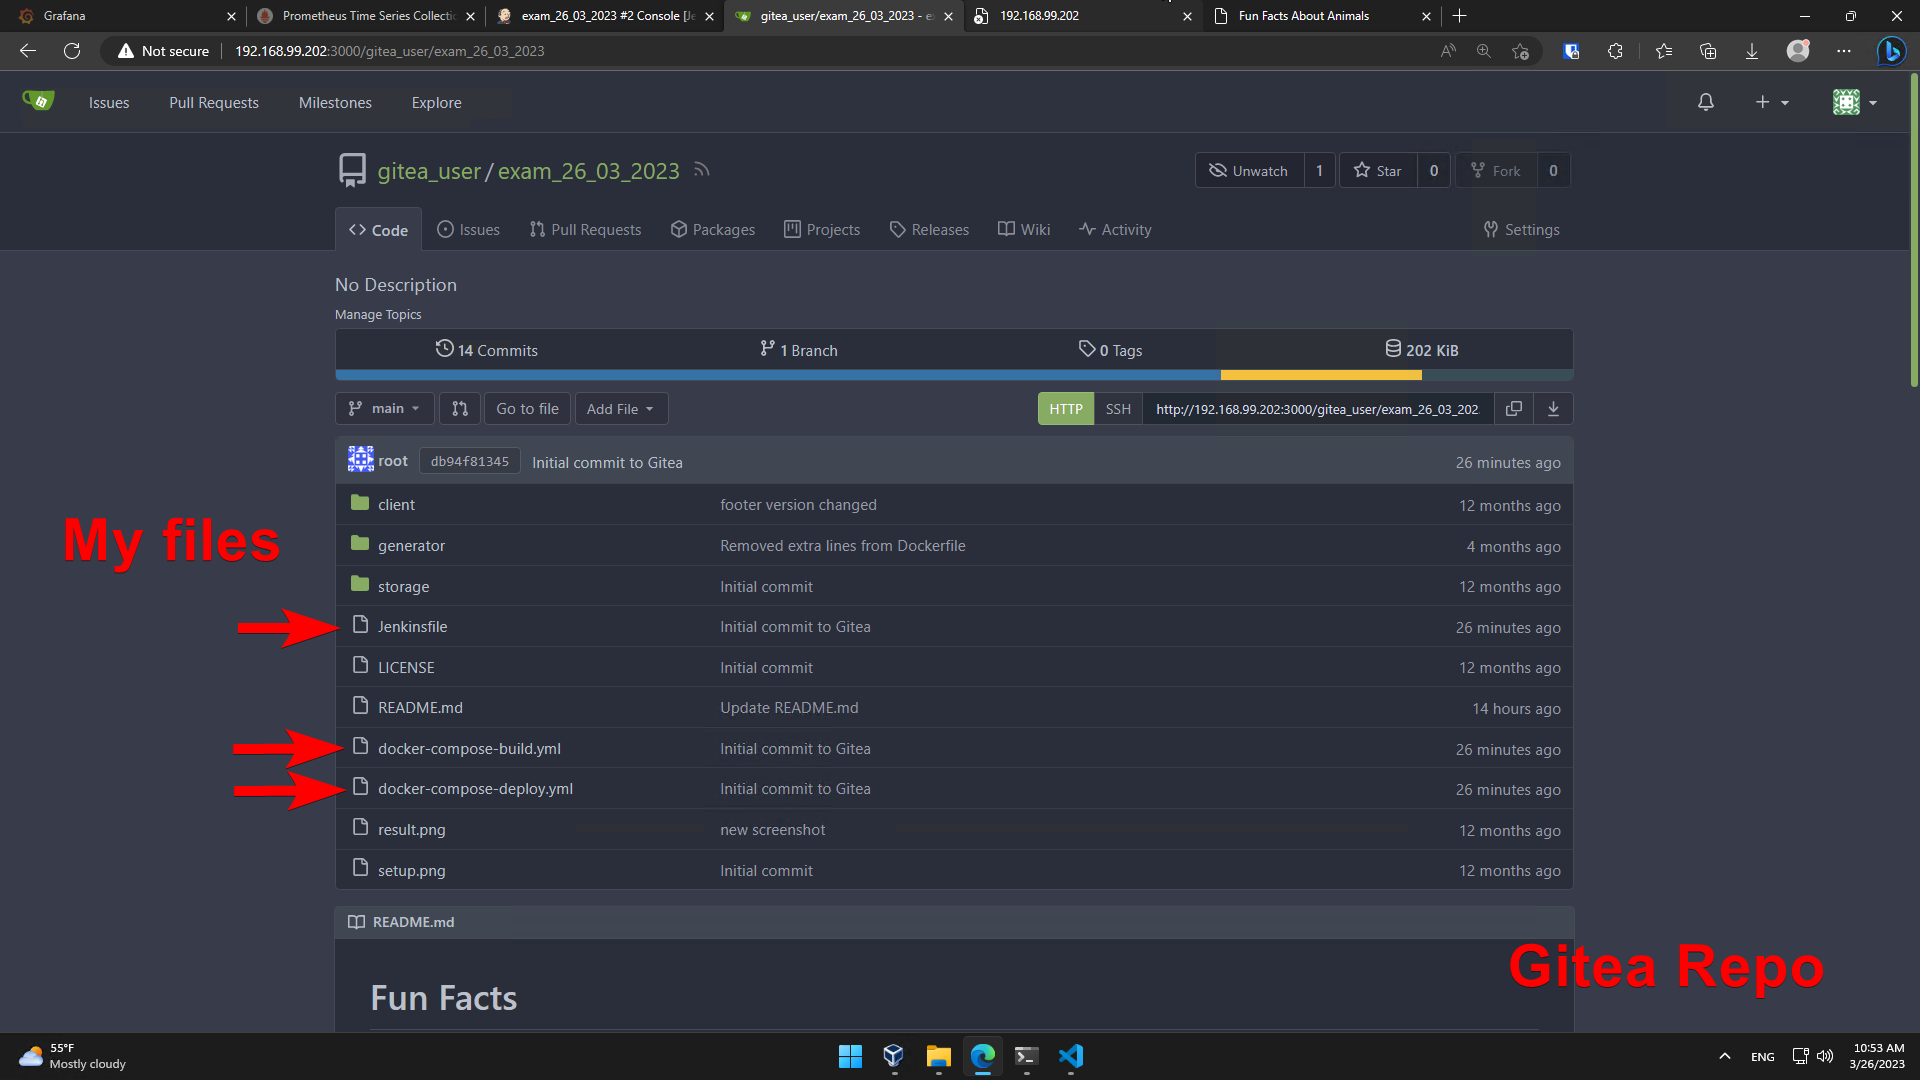 Grafana
Prometheus Time Series Collectic
exam_26_03_2023 #2 Console [Je
gitea_user/exam_26_03_2023 - e
192.168.99.202
Fun Facts About Animals
Not secure
192.168.99.202:3000/gitea_user/exam_26_03_2023
Issues
Pull Requests
Milestones
Explore
gitea_user / exam_26_03_2023
Unwatch 1
Star 0
Fork 0
Code
Issues
Pull Requests
Packages
Projects
Releases
Wiki
Activity
Settings
No Description
Manage Topics
14 Commits
1 Branch
0 Tags
202 KiB
main
Go to file
Add File
HTTP
SSH
http://192.168.99.202:3000/gitea_user/exam_26_03_202
root db94f81345 Initial commit to Gitea 26 minutes ago
client footer version changed 12 months ago
My files
generator Removed extra lines from Dockerfile 4 months ago
storage Initial commit 12 months ago
Jenkinsfile Initial commit to Gitea 26 minutes ago
LICENSE Initial commit 12 months ago
README.md Update README.md 14 hours ago
docker-compose-build.yml Initial commit to Gitea 26 minutes ago
docker-compose-deploy.yml Initial commit to Gitea 26 minutes ago
result.png new screenshot 12 months ago
setup.png Initial commit 12 months ago
README.md
Gitea Repo
Fun Facts
55°F
Mostly cloudy
ENG
10:53 AM
3/26/2023